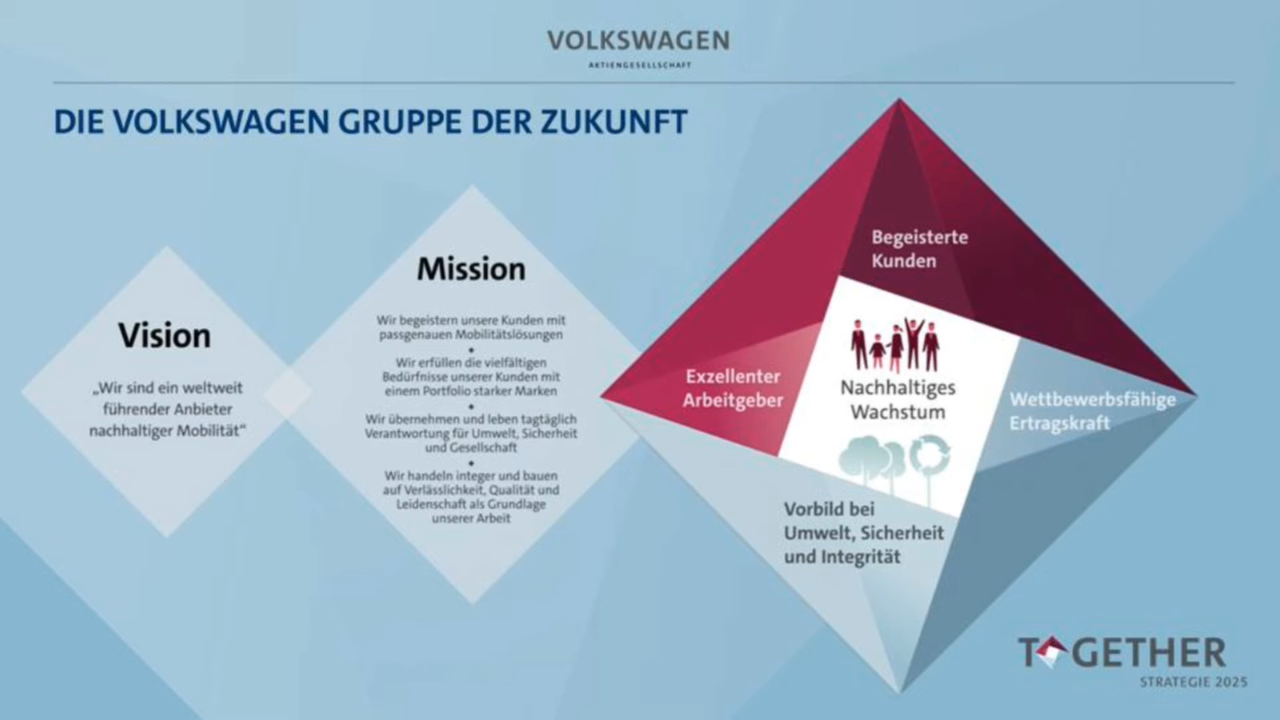 VOLKSWAGEN
AKTIENGESELLSCHAFT
DIE VOLKSWAGEN GRUPPE DER ZUKUNFT
Vision
„Wir sind ein weltweit
führender Anbieter
nachhaltiger Mobilität“
Mission
Wir begeistern unsere Kunden mit
passgenauen Mobilitätslösungen
•
Wir erfüllen die vielfältigen
Bedürfnisse unserer Kunden mit
einem Portfolio starker Marken
•
Wir übernehmen und leben tagtäglich
Verantwortung für Umwelt, Sicherheit
und Gesellschaft
•
Wir handeln integer und bauen
auf Verlässlichkeit, Qualität und
Leidenschaft als Grundlage
unserer Arbeit
Begeisterte
Kunden
Exzellenter
Arbeitgeber
Nachhaltiges
Wachstum
Wettbewerbsfähige
Ertragskraft
Vorbild bei
Umwelt, Sicherheit
und Integrität
TOGETHER
STRATEGIE 2025